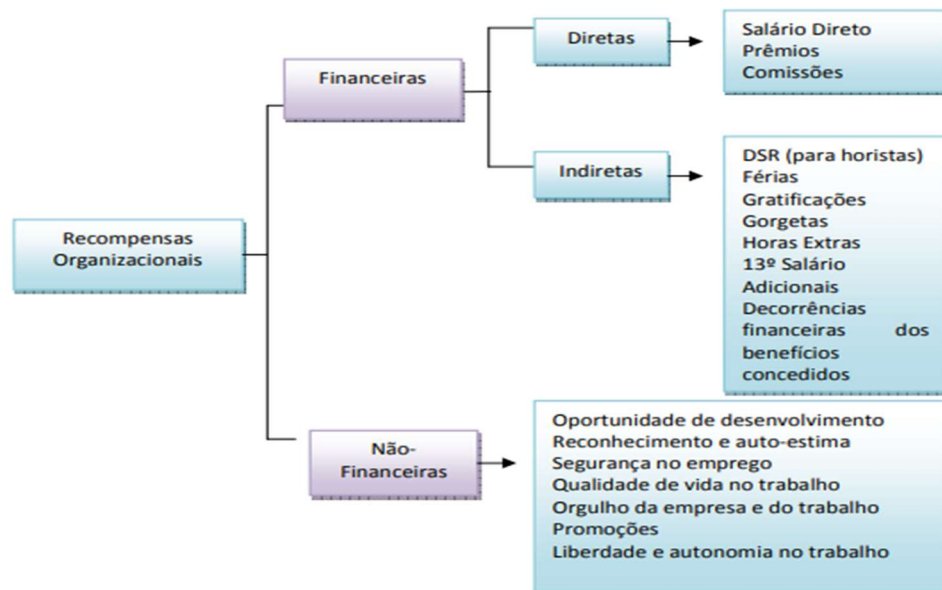 Recompensas
Organizacionais
Financeiras
Diretas
Salário Direto
Prêmios
Comissões
Indiretas
DSR (para horistas)
Férias
Gratificações
Gorgetas
Horas Extras
13º Salário
Adicionais
Decorrências
financeiras dos
benefícios
concedidos
Não-
Financeiras
Oportunidade de desenvolvimento
Reconhecimento e auto-estima
Segurança no emprego
Qualidade de vida no trabalho
Orgulho da empresa e do trabalho
Promoções
Liberdade e autonomia no trabalho